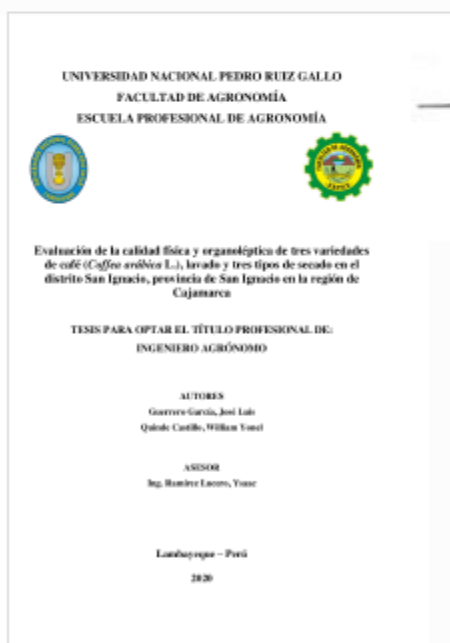 UNIVERSIDAD NACIONAL PEDRO RUIZ GALLO
FACULTAD DE AGRONOMÍA
ESCUELA PROFESIONAL DE AGRONOMÍA
Evaluación de la calidad física y organoléptica de tres variedades
de café (Coffea arábica L.), lavado y tres tipos de secado en el
distrito San Ignacio, provincia de San Ignacio en la región de
Cajamarca
TESIS PARA OPTAR EL TÍTULO PROFESIONAL DE:
INGENIERO AGRÓNOMO
AUTORES
Guerrero García, José Luis
Quinde Castillo, William Yonel
ASESOR
Ing. Ramírez Lucero, Ysaac
Lambayeque – Perú
2020